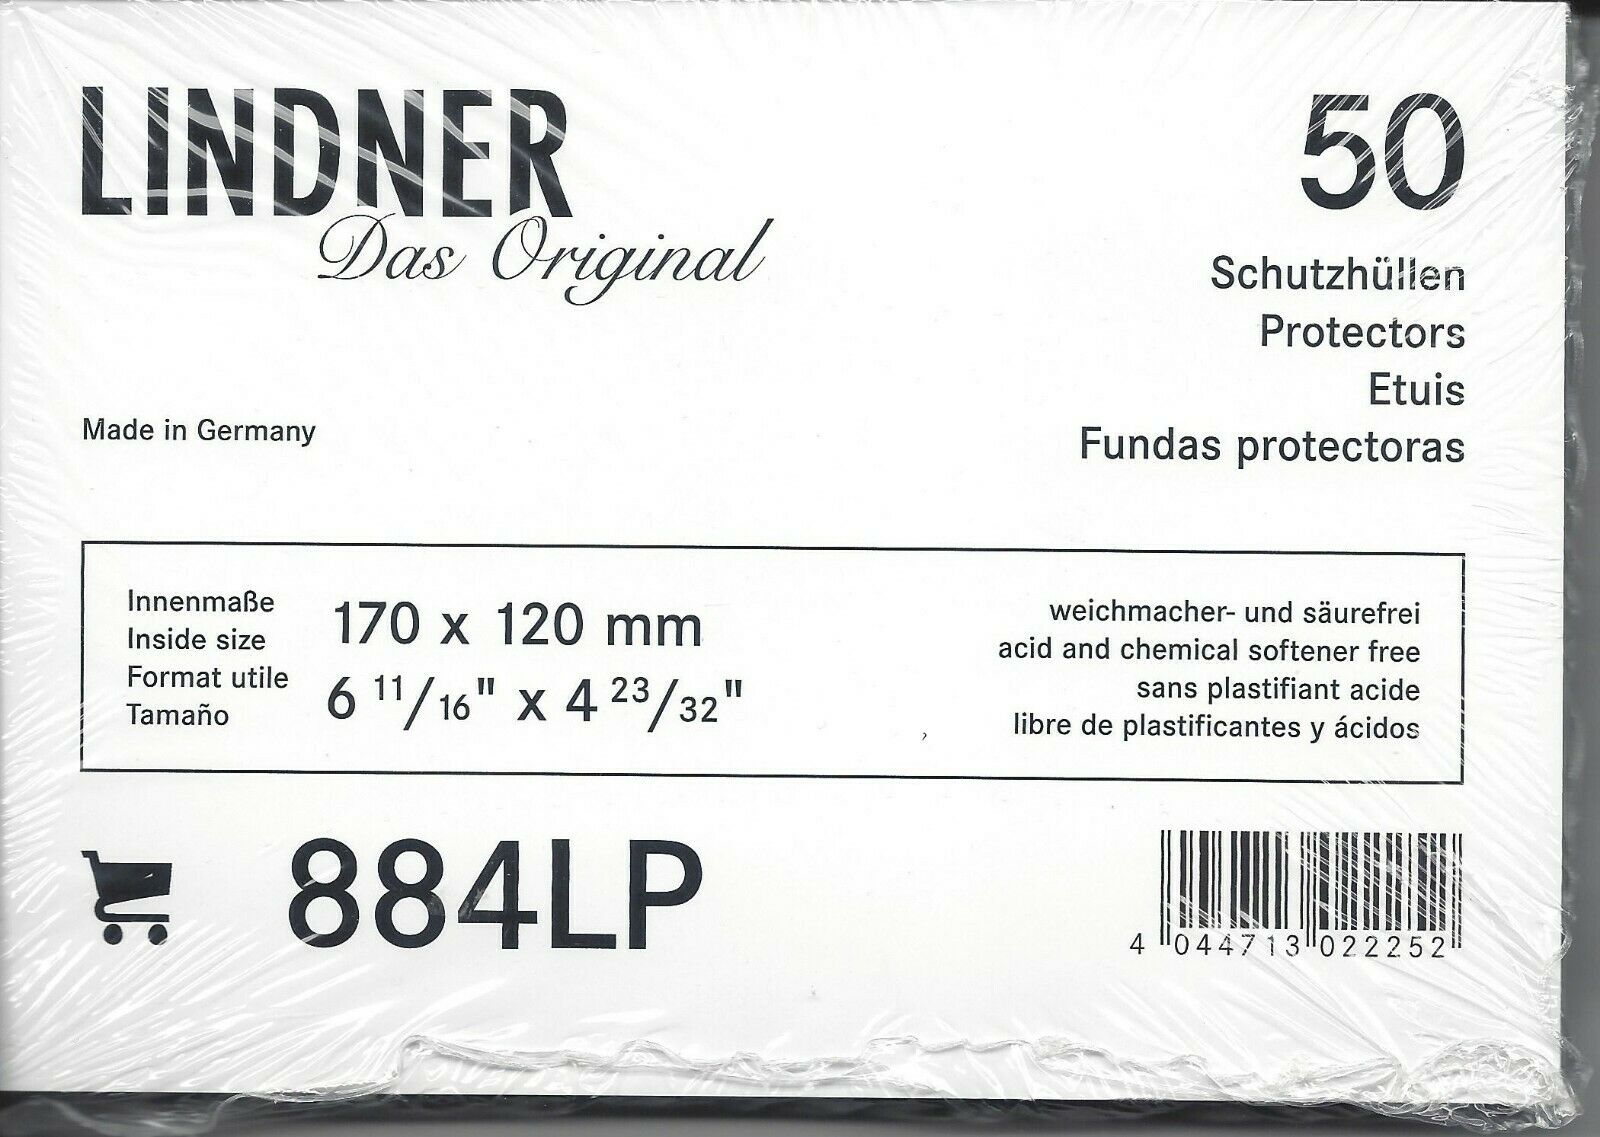 LINDNER
Das Original
50
Schutzhüllen
Protectors
Etuis
Fundas protectoras
Made in Germany
Innenmaße
Inside size
Format utile
Tamaño
170 x 120 mm
6 11/16" x 4 23/32"
weichmacher- und säurefrei
acid and chemical softener free
sans plastifiant acide
libre de plastificantes y ácidos
884LP
4 044713 022252